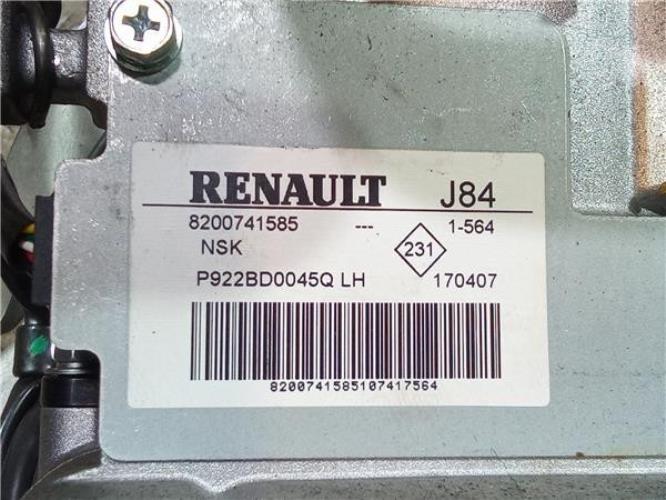 RENAULT J84
8200741585 --- 1-564
NSK 231
P922BD0045Q LH 170407
8200741585107417564